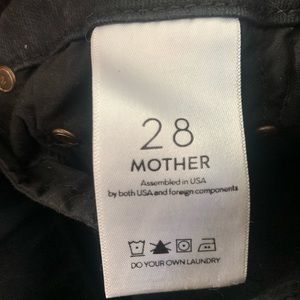 28
MOTHER
Assembled in USA
by both USA and foreign components
DO YOUR OWN LAUNDRY